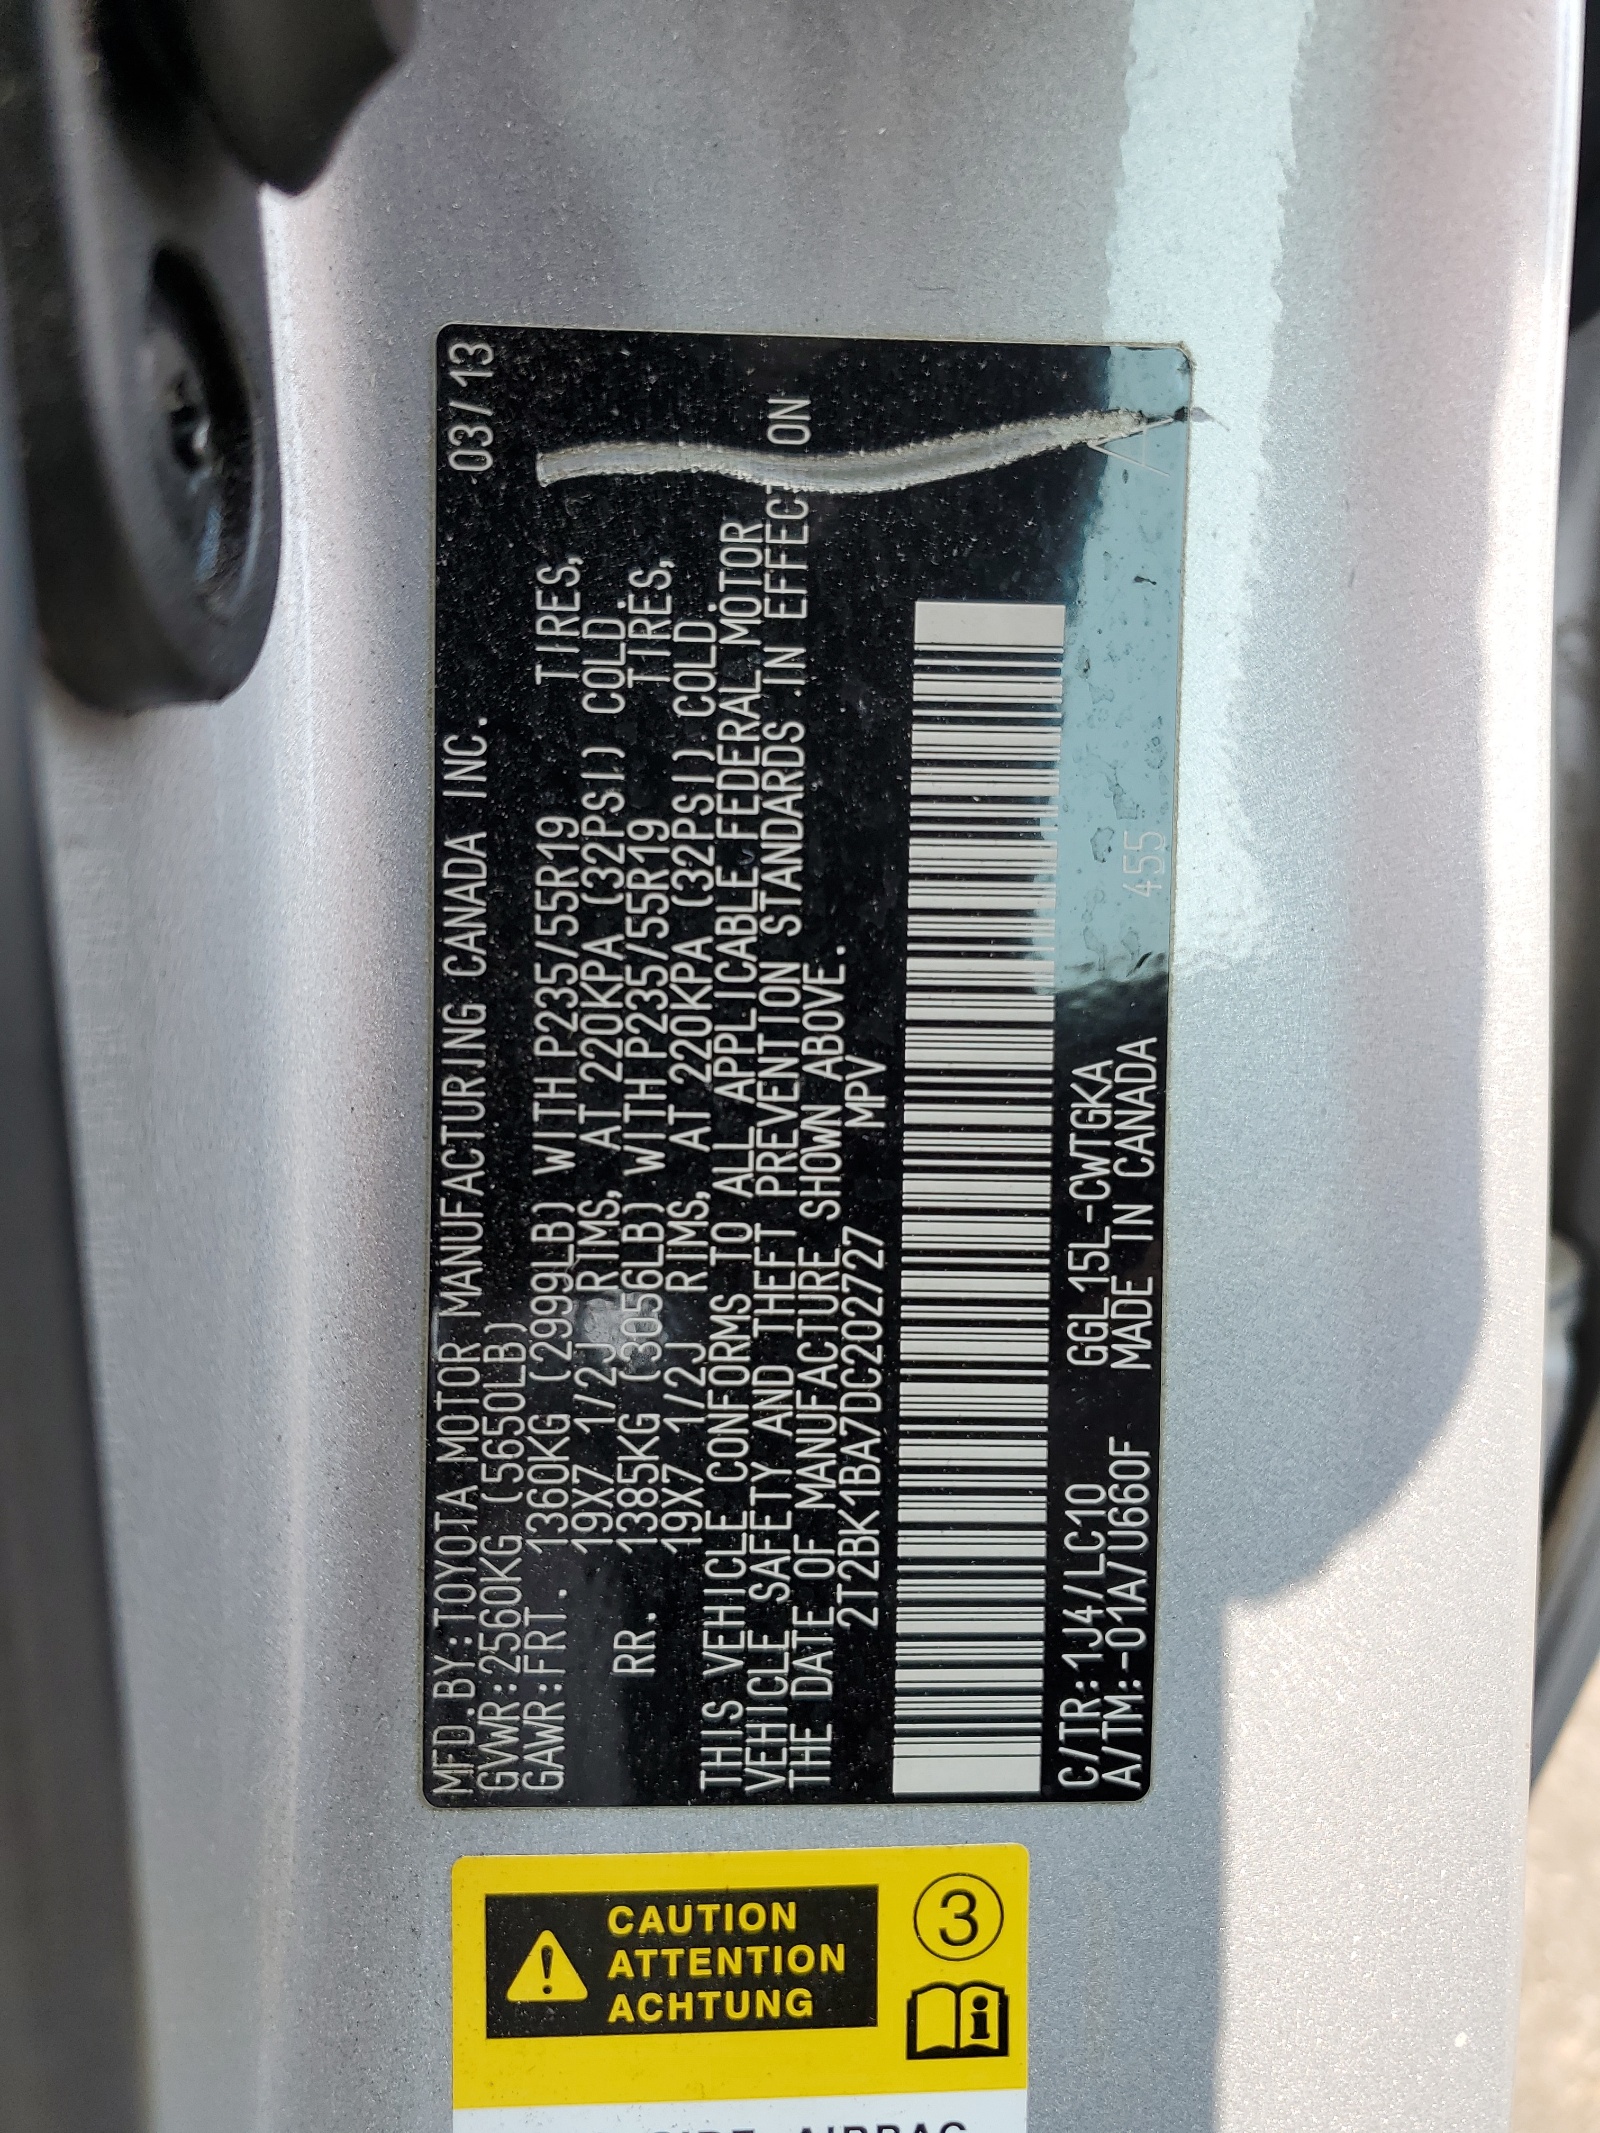 MFD.BY:TOYOTA MOTOR MANUFACTURING CANADA INC. 03/13
GVWR:2560KG (5650LB)
GAWR:FRT. 1360KG (2999LB) WITH P235/55R19 TIRES,
19X7 1/2J RIMS, AT 220KPA (32PSI) COLD.
RR. 1385KG (3056LB) WITH P235/55R19 TIRES,
19X7 1/2J RIMS, AT 220KPA (32PSI) COLD.
THIS VEHICLE CONFORMS TO ALL APPLICABLE FEDERAL MOTOR
VEHICLE SAFETY AND THEFT PREVENTION STANDARDS IN EFFECT ON
THE DATE OF MANUFACTURE SHOWN ABOVE.
2T2BK1BA7DC202727 MPV
C/TR:1J4/LC10 GGL15L-CWTGKA
A/TM:-01A/U660F MADE IN CANADA 455 A
CAUTION
ATTENTION
ACHTUNG
3
i
SIDE AIRBAG